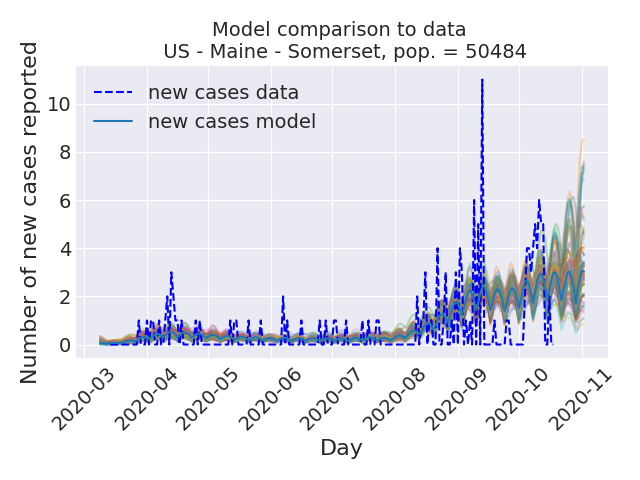 Model comparison to data
US - Maine - Somerset, pop. = 50484
Number of new cases reported
10
8
6
4
2
0
new cases data
new cases model
2020-03
2020-04
2020-05
2020-06
2020-07
2020-08
2020-09
2020-10
2020-11
Day